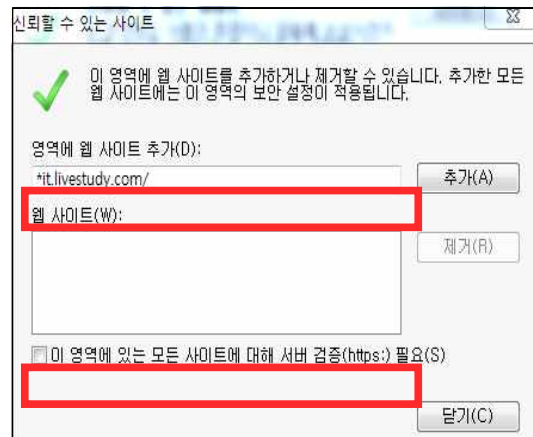 신뢰할 수 있는 사이트
이 영역에 웹 사이트를 추가하거나 제거할 수 있습니다. 추가한 모든
웹 사이트에는 이 영역의 보안 설정이 적용됩니다.
영역에 웹 사이트 추가(D):
*it.livestudy.com/
추가(A)
웹 사이트(W):
제거(R)
이 영역에 있는 모든 사이트에 대해 서버 검증(https:) 필요(S)
닫기(C)